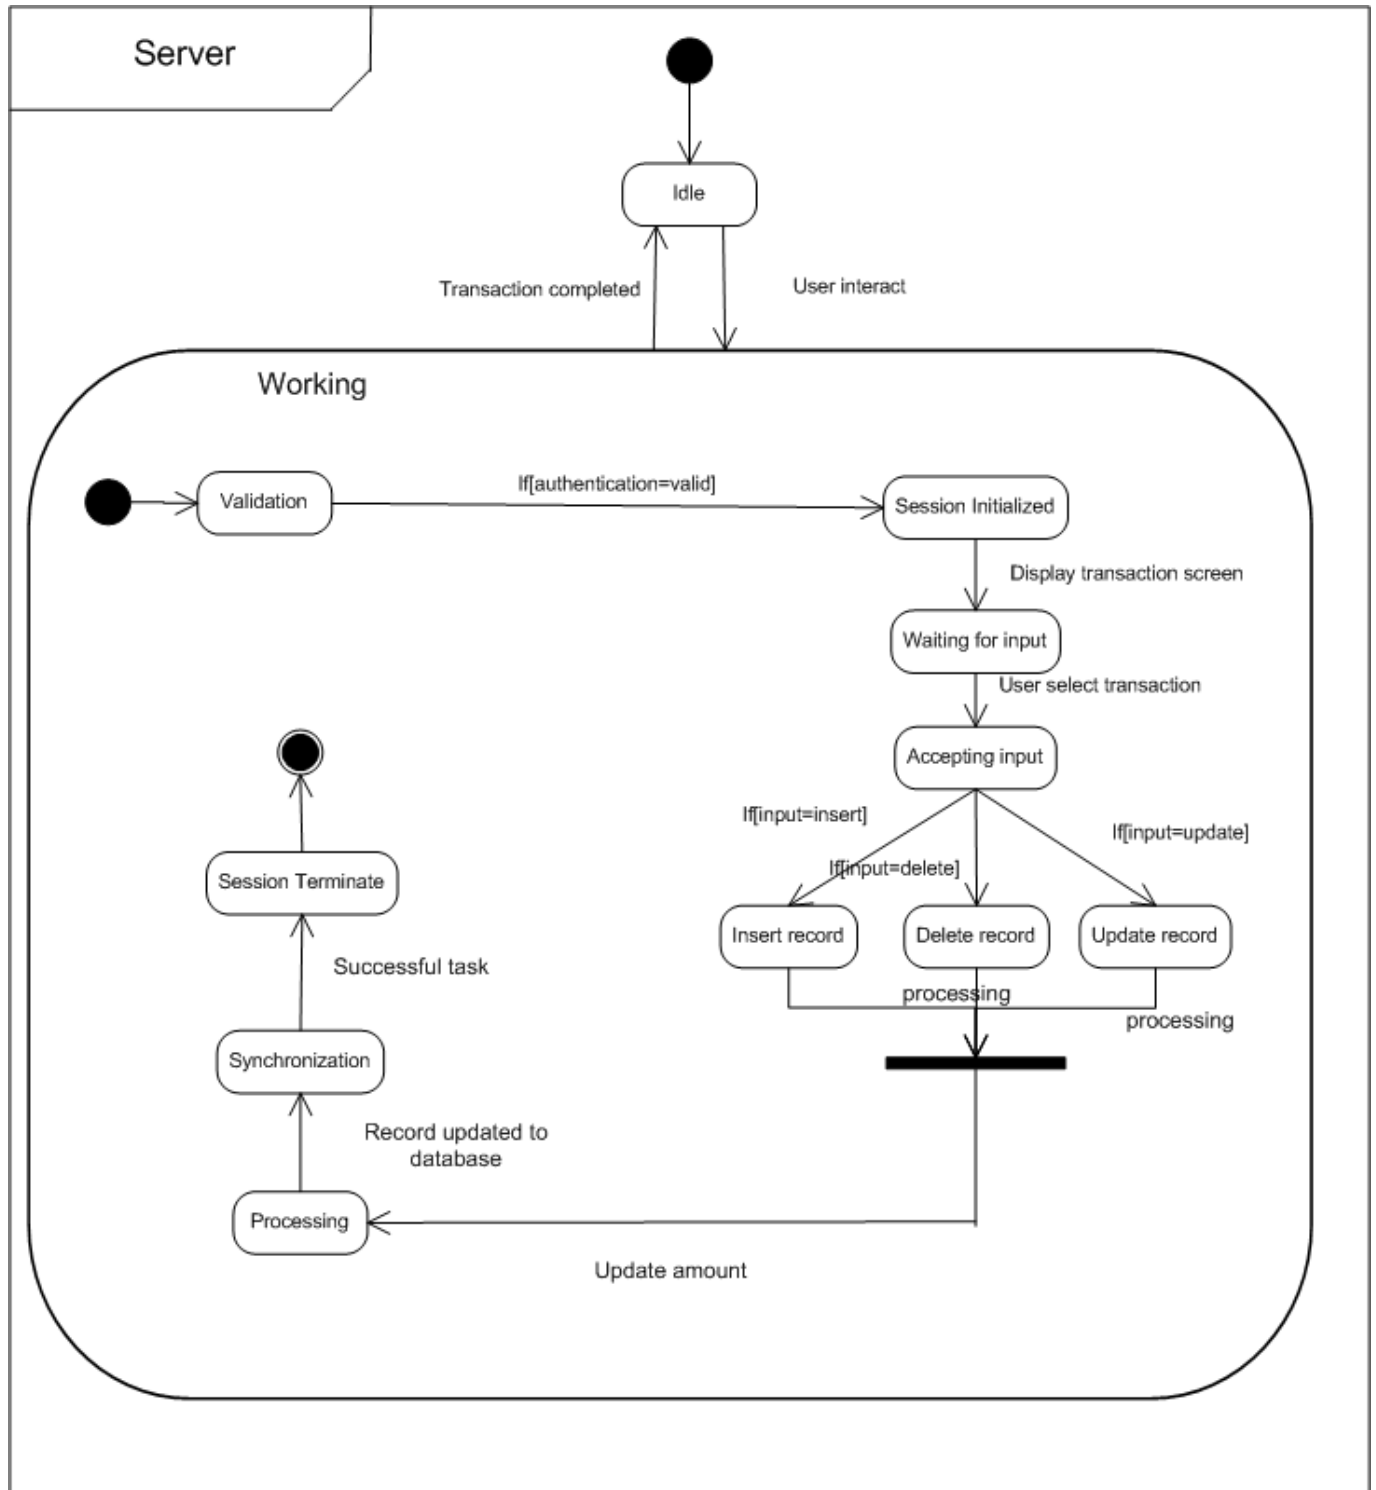 Server
Idle
Transaction completed
User interact
Working
Validation
If[authentication=valid]
Session Initialized
Display transaction screen
Waiting for input
User select transaction
Accepting input
If[input=insert]
If[input=update]
If[input=delete]
Insert record
Delete record
Update record
processing
processing
Session Terminate
Successful task
Synchronization
Record updated to
database
Processing
Update amount